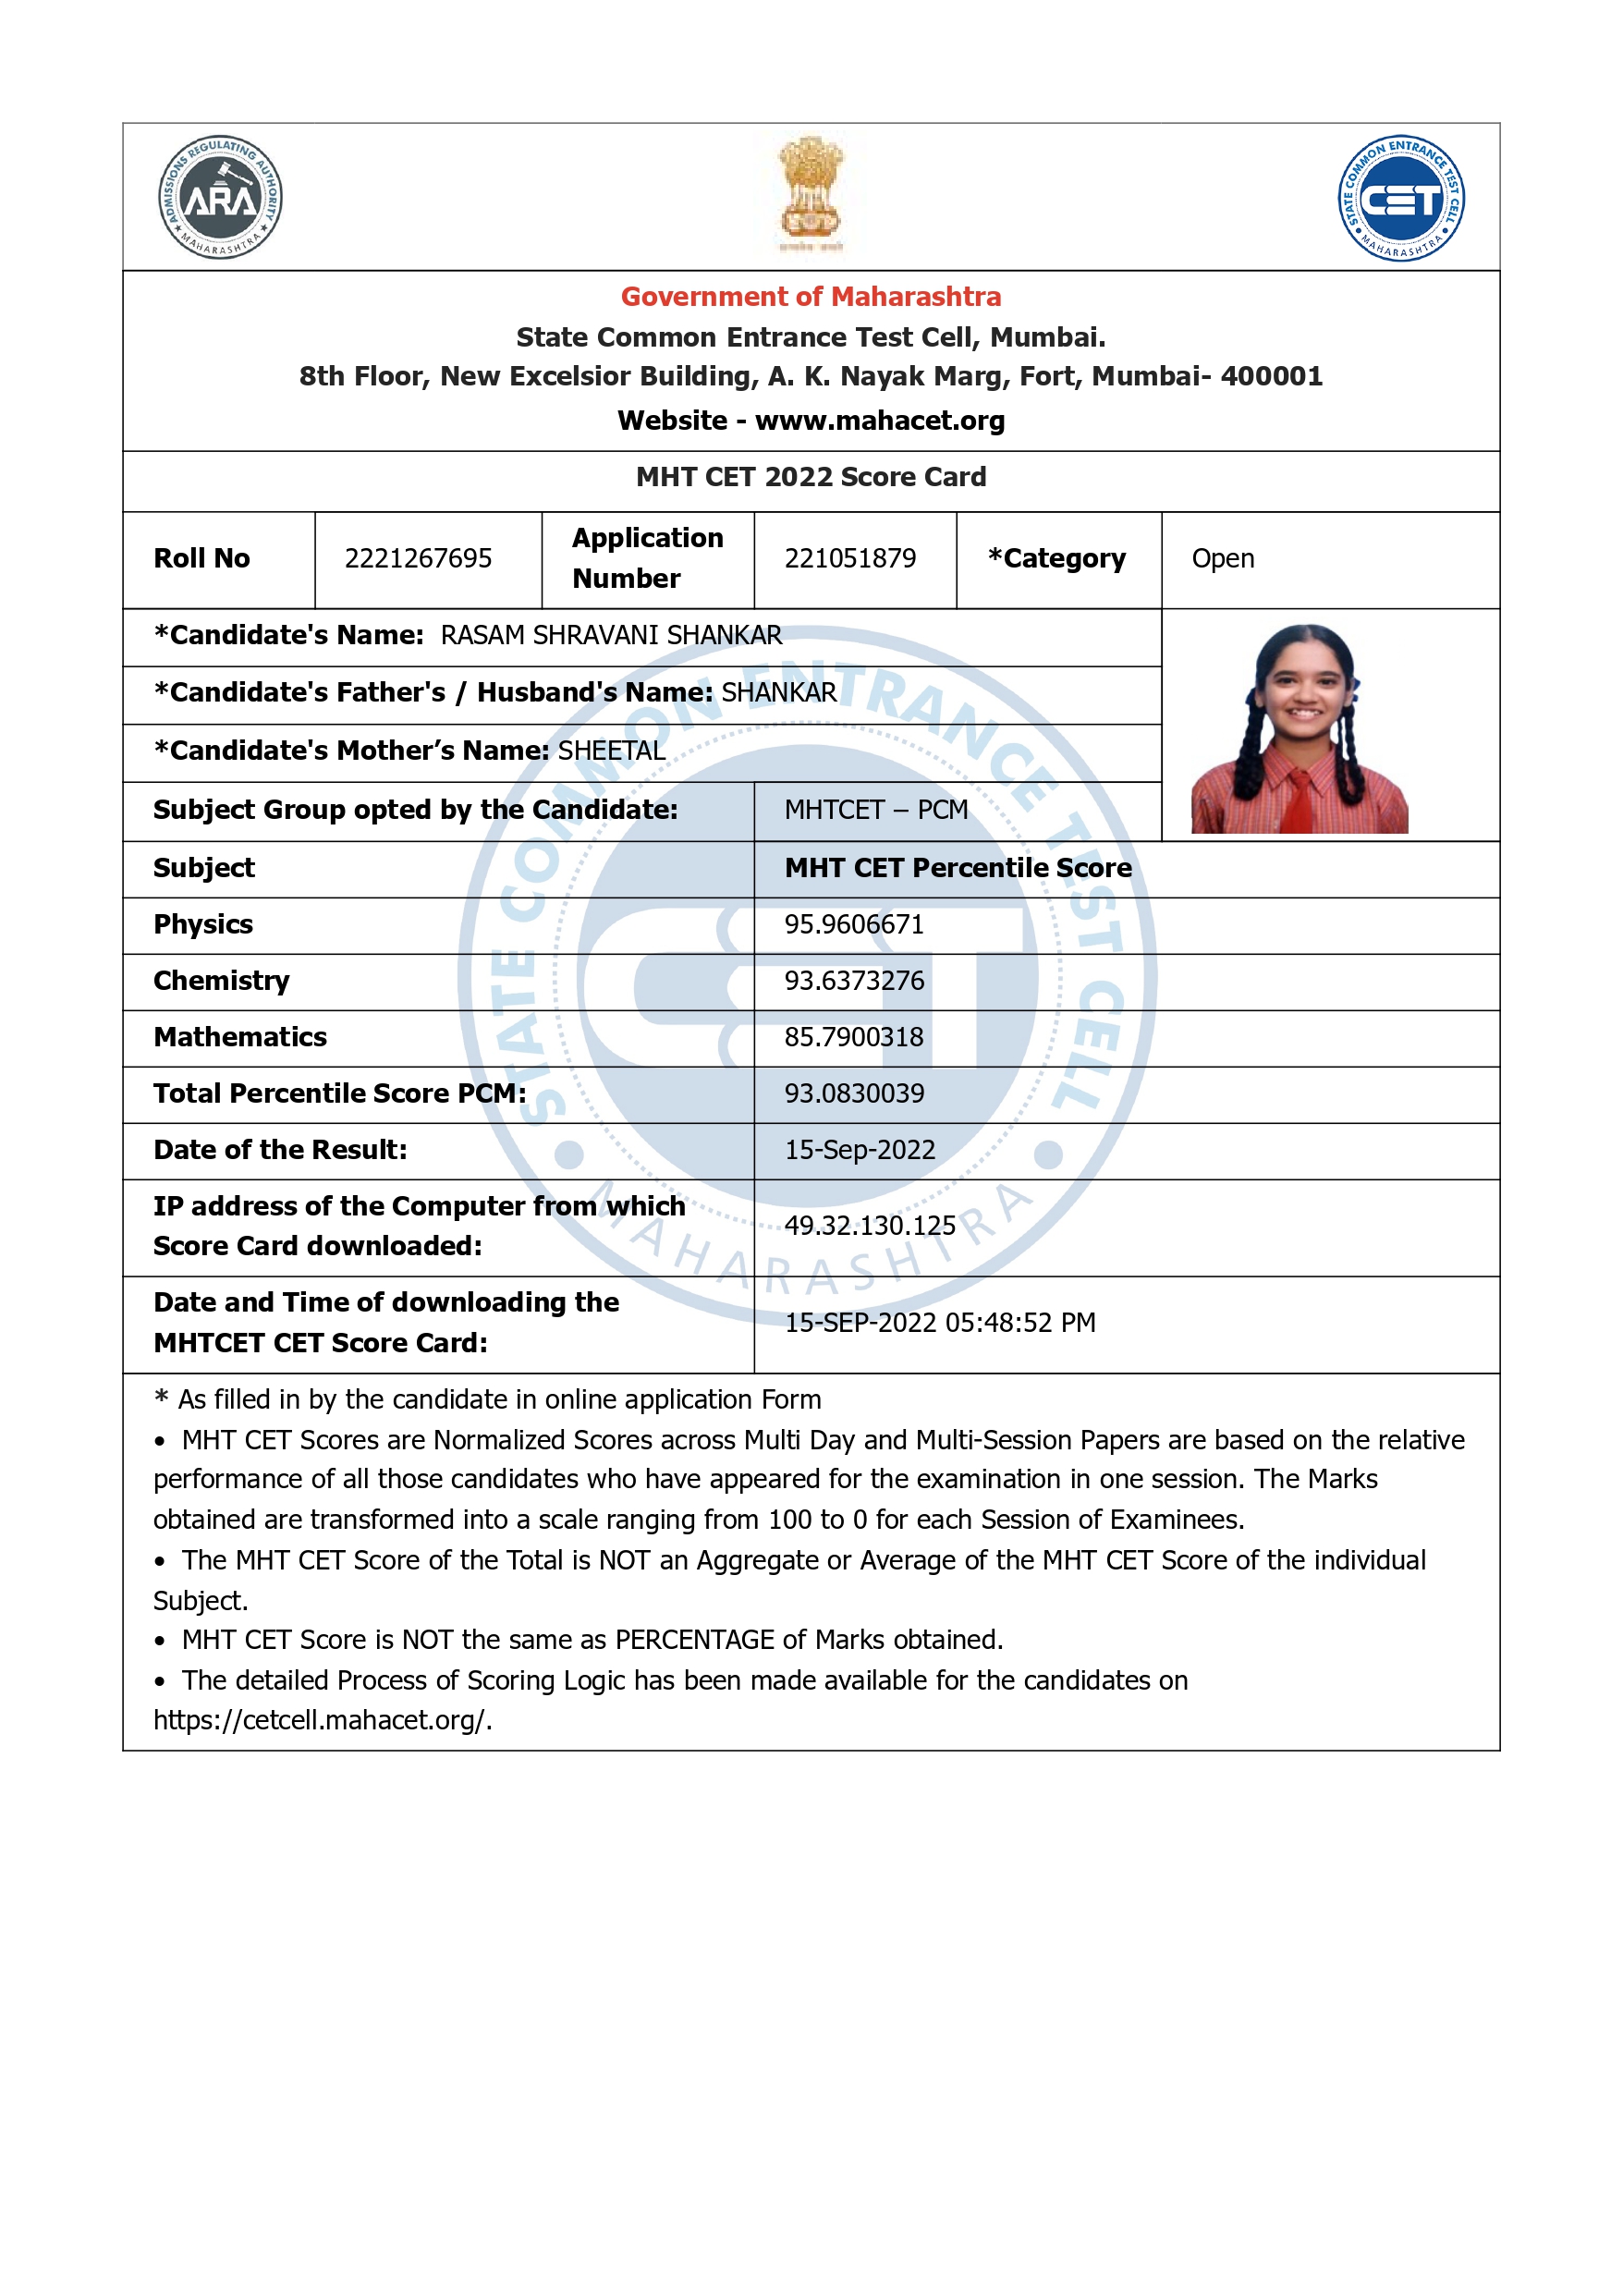 ADMISSIONS REGULATING AUTHORITY
ARA
MAHARASHTRA
STATE COMMON ENTRANCE TEST CELL
CET
MAHARASHTRA
Government of Maharashtra
State Common Entrance Test Cell, Mumbai.
8th Floor, New Excelsior Building, A. K. Nayak Marg, Fort, Mumbai- 400001
Website - www.mahacet.org
MHT CET 2022 Score Card
Roll No 2221267695 Application Number 221051879 *Category Open
*Candidate's Name: RASAM SHRAVANI SHANKAR
*Candidate's Father's / Husband's Name: SHANKAR
*Candidate's Mother’s Name: SHEETAL
Subject Group opted by the Candidate: MHTCET – PCM
Subject MHT CET Percentile Score
Physics 95.9606671
Chemistry 93.6373276
Mathematics 85.7900318
Total Percentile Score PCM: 93.0830039
Date of the Result: 15-Sep-2022
IP address of the Computer from which
Score Card downloaded: 49.32.130.125
Date and Time of downloading the
MHTCET CET Score Card: 15-SEP-2022 05:48:52 PM
* As filled in by the candidate in online application Form
• MHT CET Scores are Normalized Scores across Multi Day and Multi-Session Papers are based on the relative
performance of all those candidates who have appeared for the examination in one session. The Marks
obtained are transformed into a scale ranging from 100 to 0 for each Session of Examinees.
• The MHT CET Score of the Total is NOT an Aggregate or Average of the MHT CET Score of the individual
Subject.
• MHT CET Score is NOT the same as PERCENTAGE of Marks obtained.
• The detailed Process of Scoring Logic has been made available for the candidates on
https://cetcell.mahacet.org/.
STATE COMMON ENTRANCE TEST CELL
CET
MAHARASHTRA